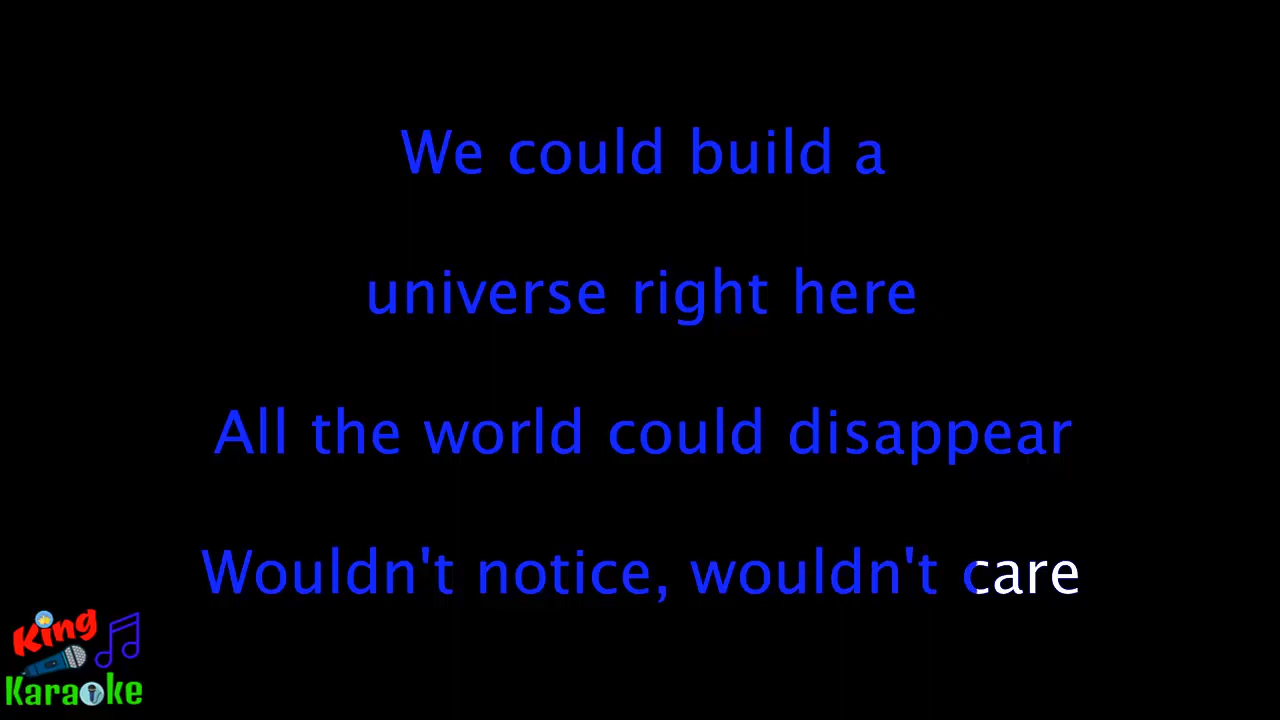 We could build a
universe right here
All the world could disappear
Wouldn't notice, wouldn't care
King
Karaoke